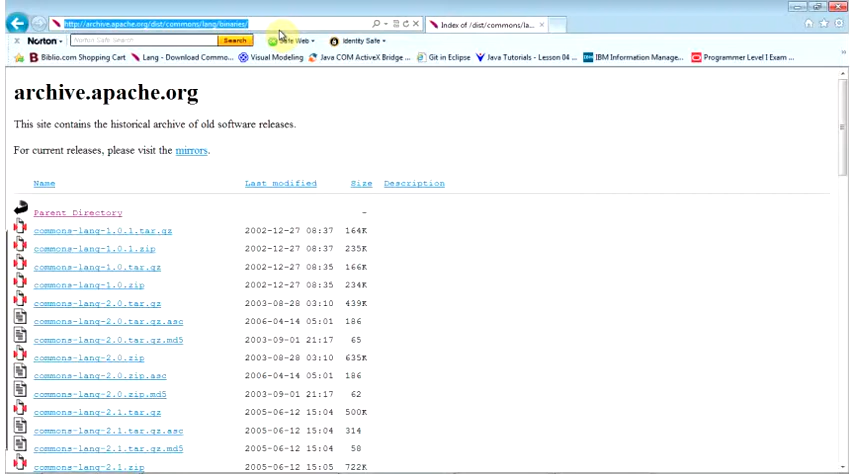 http://archive.apache.org/dist/commons/lang/binaries/
Index of /dist/commons/la...
Norton
Norton Safe Search
Search
Safe Web
Identity Safe
Biblio.com Shopping Cart
Lang - Download Commo...
Visual Modeling
Java COM ActiveX Bridge ...
Git in Eclipse
Java Tutorials - Lesson 04 ...
IBM Information Manage...
Programmer Level I Exam ...
archive.apache.org
This site contains the historical archive of old software releases.
For current releases, please visit the mirrors.
Name Last modified Size Description
Parent Directory -
commons-lang-1.0.1.tar.gz 2002-12-27 08:37 164K
commons-lang-1.0.1.zip 2002-12-27 08:37 235K
commons-lang-1.0.tar.gz 2002-12-27 08:35 166K
commons-lang-1.0.zip 2002-12-27 08:35 234K
commons-lang-2.0.tar.gz 2003-08-28 03:10 439K
commons-lang-2.0.tar.gz.asc 2006-04-14 05:01 186
commons-lang-2.0.tar.gz.md5 2003-09-01 21:17 65
commons-lang-2.0.zip 2003-08-28 03:10 635K
commons-lang-2.0.zip.asc 2006-04-14 05:01 186
commons-lang-2.0.zip.md5 2003-09-01 21:17 62
commons-lang-2.1.tar.gz 2005-06-12 15:04 500K
commons-lang-2.1.tar.gz.asc 2005-06-12 15:04 314
commons-lang-2.1.tar.gz.md5 2005-06-12 15:04 58
commons-lang-2.1.zip 2005-06-12 15:05 722K